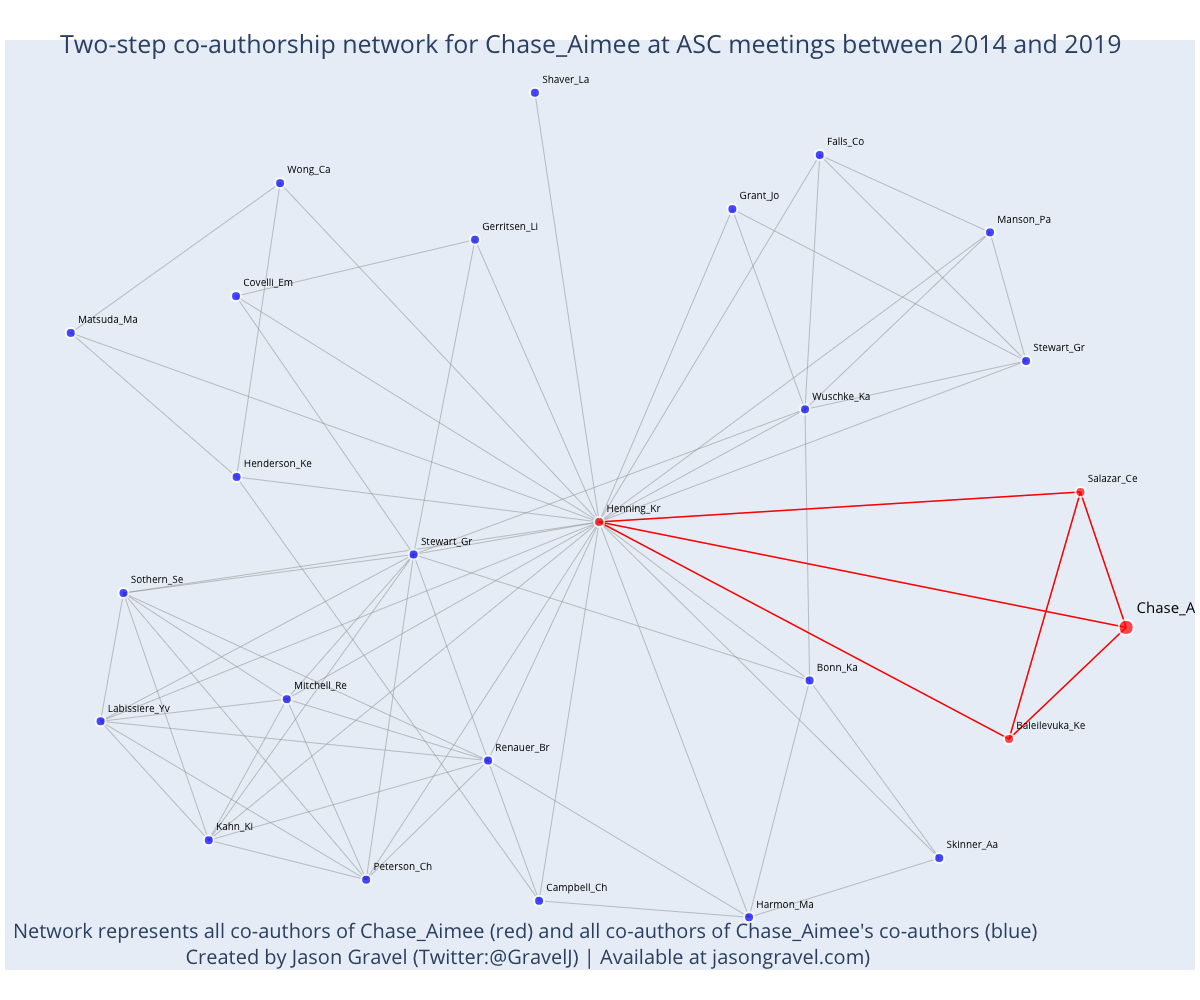 Two-step co-authorship network for Chase_Aimee at ASC meetings between 2014 and 2019
Shaver_La
Falls_Co
Wong_Ca
Grant_Jo
Manson_Pa
Gerritsen_Li
Covelli_Em
Matsuda_Ma
Stewart_Gr
Wuschke_Ka
Henderson_Ke
Salazar_Ce
Henning_Kr
Stewart_Gr
Sothern_Se
Chase_A
Bonn_Ka
Mitchell_Re
Labissiere_Yv
Baleilevuka_Ke
Renauer_Br
Kahn_Ki
Skinner_Aa
Peterson_Ch
Campbell_Ch
Harmon_Ma
Network represents all co-authors of Chase_Aimee (red) and all co-authors of Chase_Aimee's co-authors (blue)
Created by Jason Gravel (Twitter:@GravelJ) | Available at jasongravel.com)